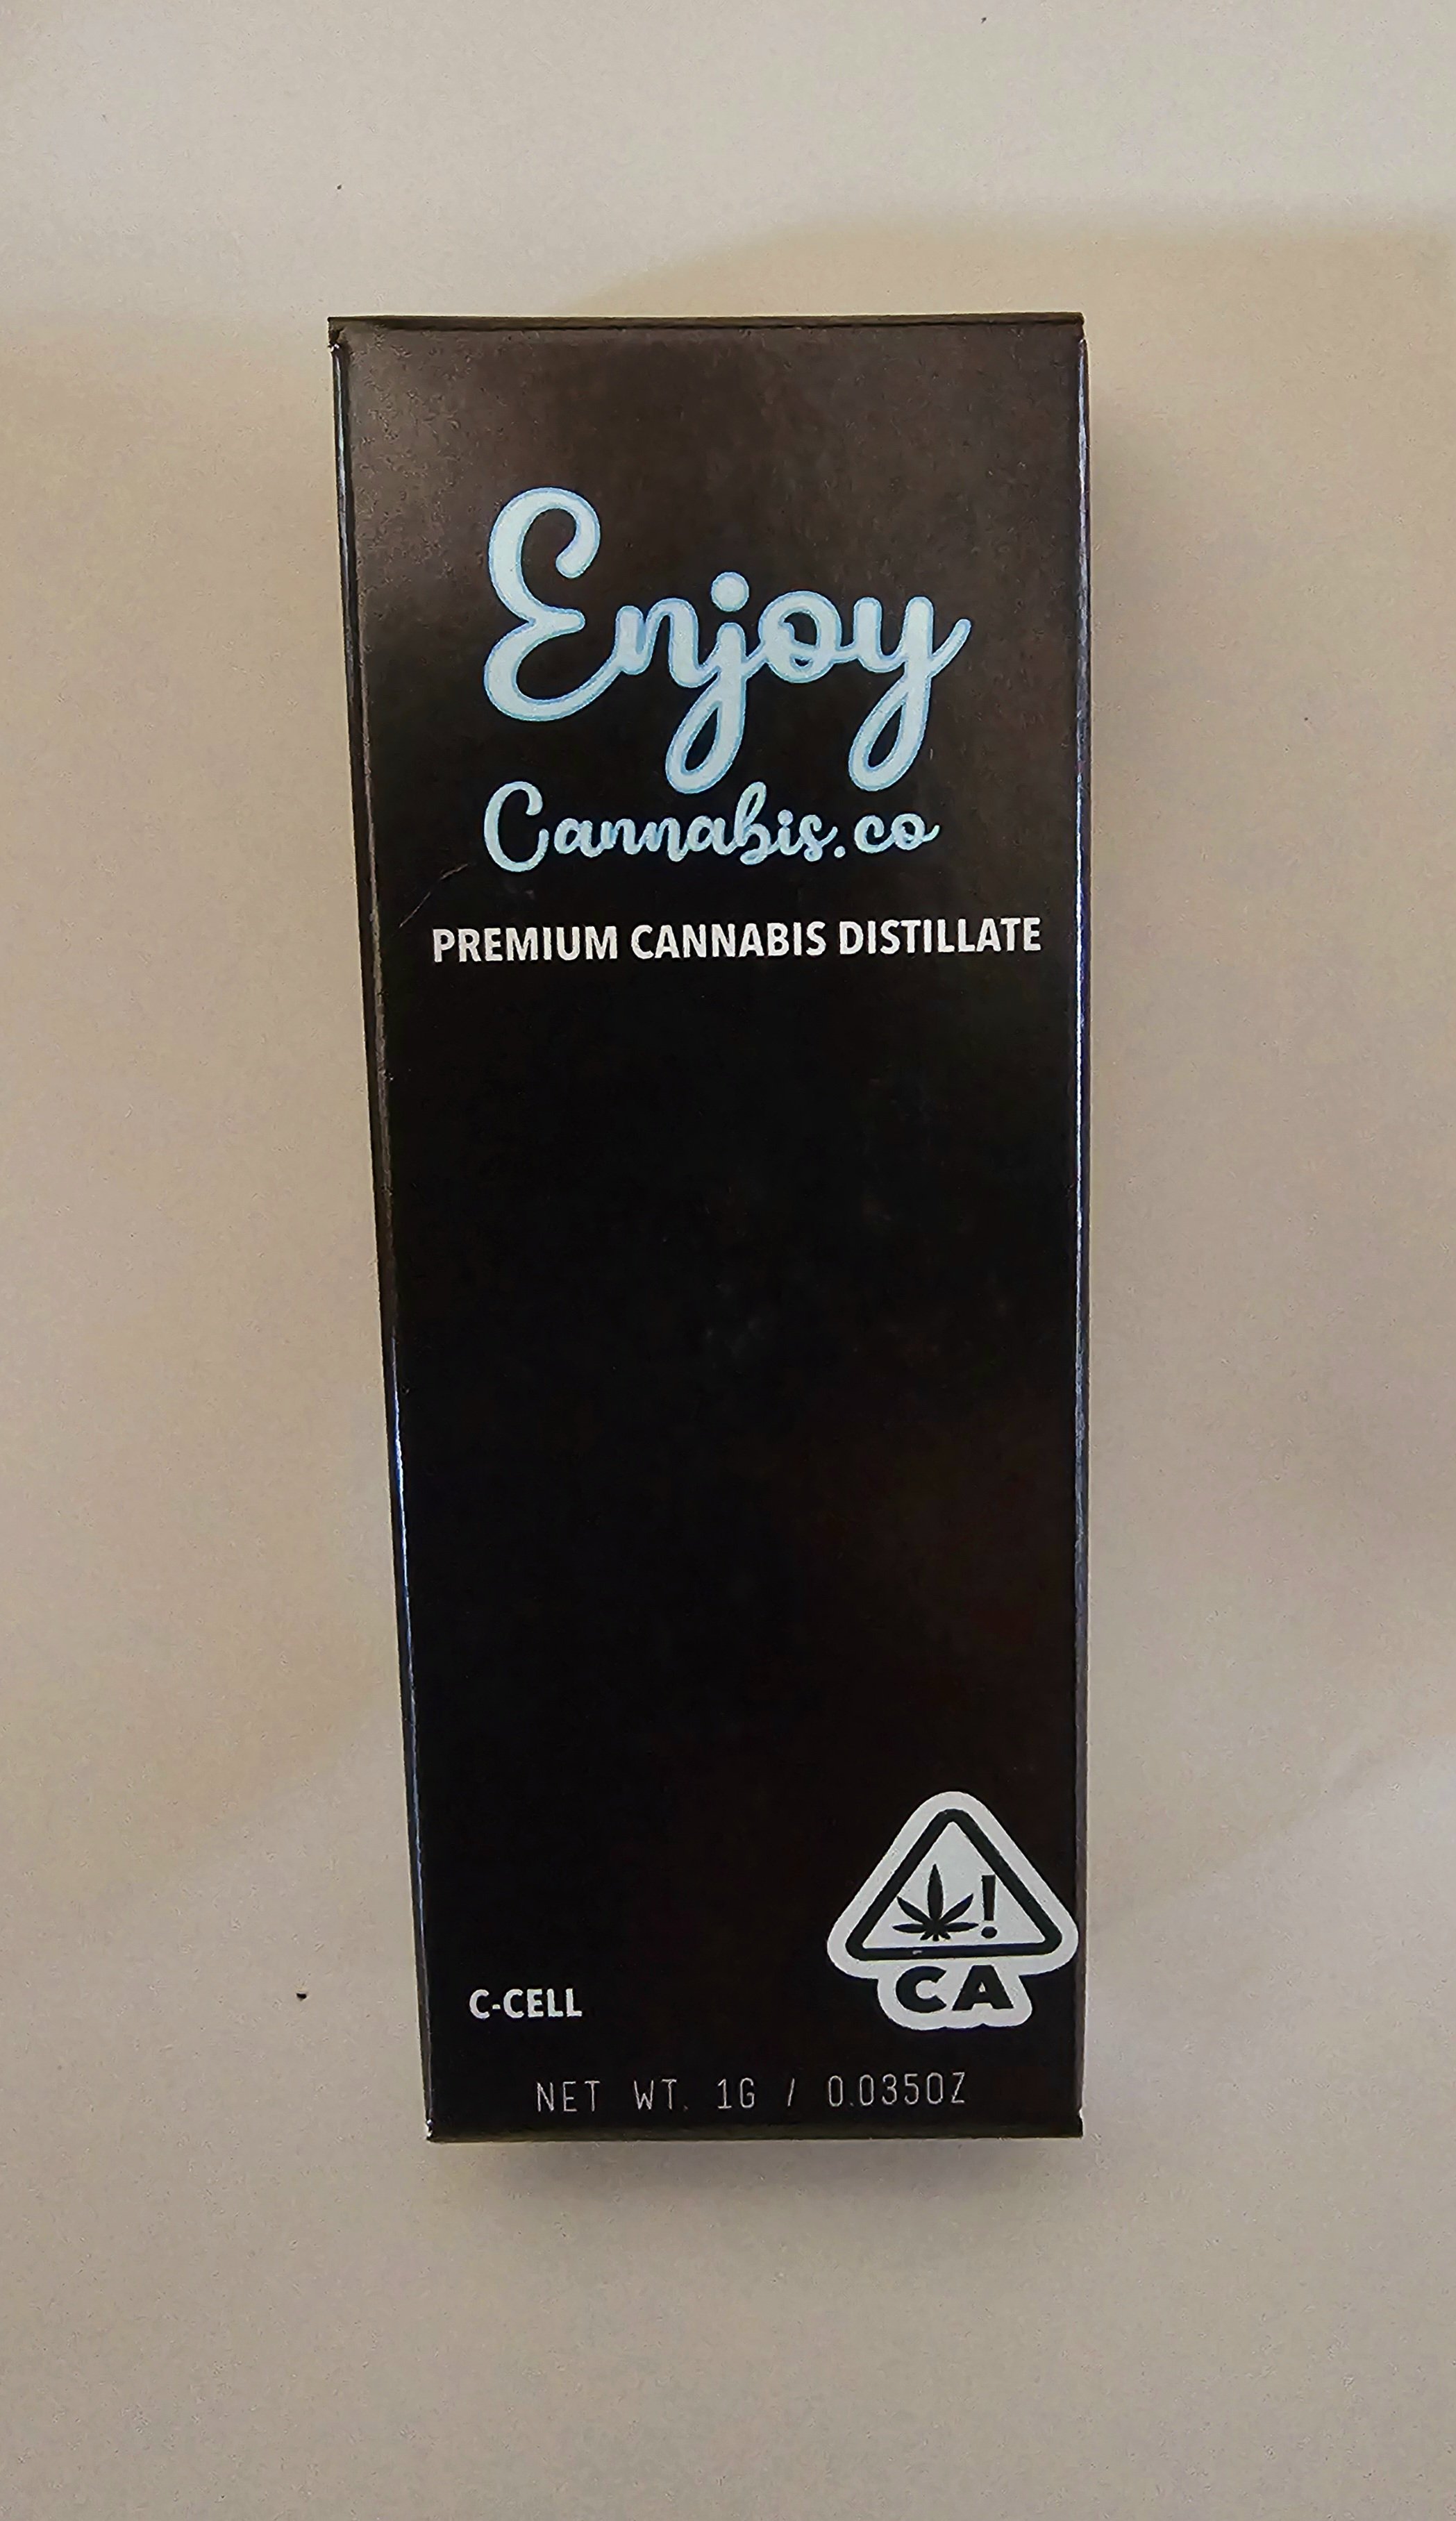 Enjoy
Cannabis.co
PREMIUM CANNABIS DISTILLATE
!
CA
C-CELL
NET WT. 1G / 0.035OZ